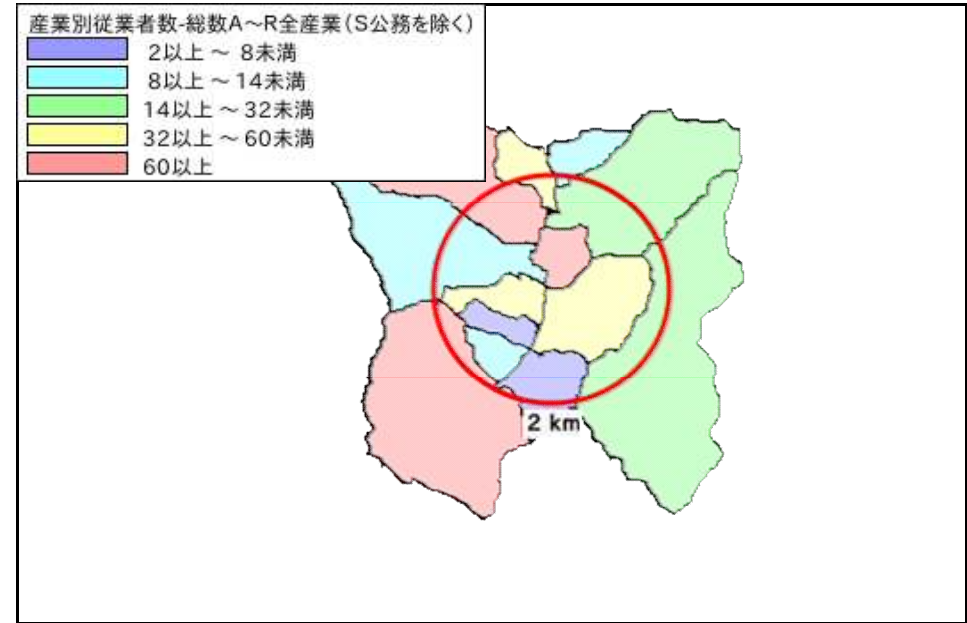 産業別従業者数-総数A～R全産業(S公務を除く)
2以上 ～ 8未満
8以上 ～ 14未満
14以上 ～ 32未満
32以上 ～ 60未満
60以上
2 km